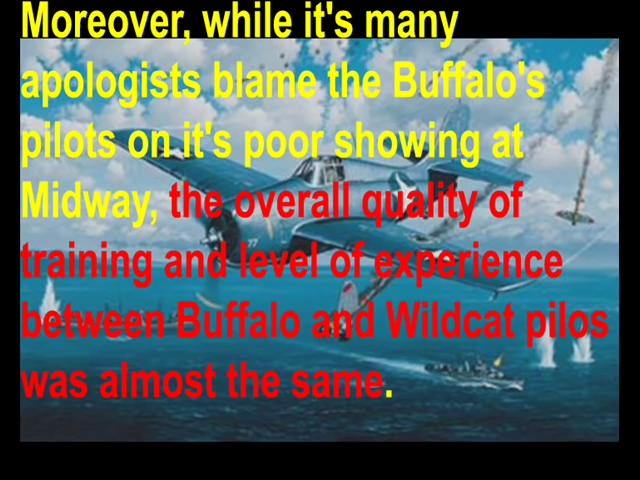 Moreover, while it's many
apologists blame the Buffalo's
pilots on it's poor showing at
Midway, the overall quality of
training and level of experience
between Buffalo and Wildcat pilos
was almost the same.
77